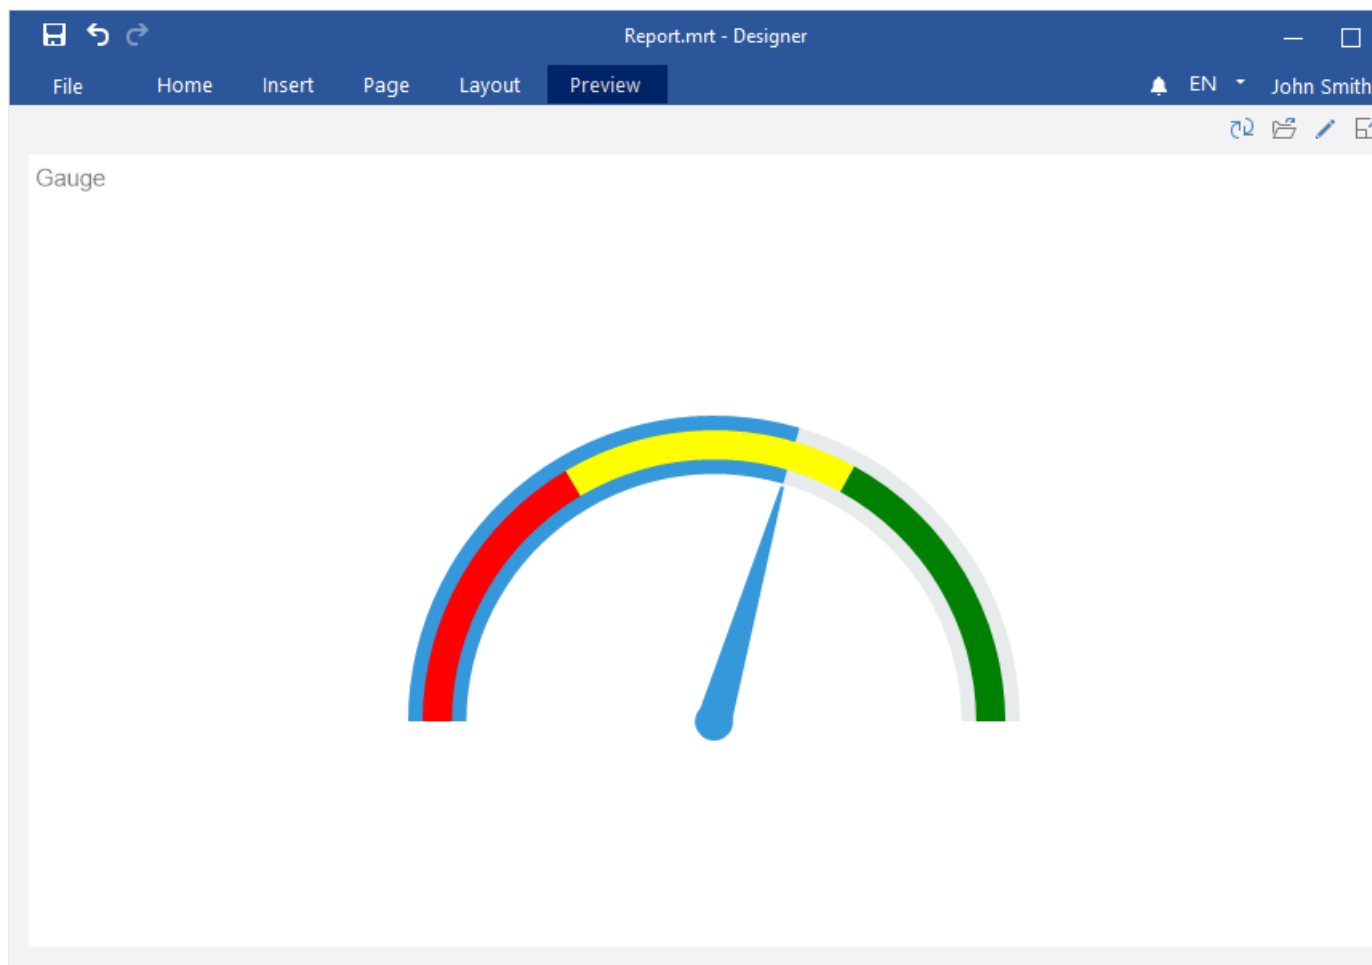 Report.mrt - Designer
File Home Insert Page Layout Preview EN John Smith
Gauge